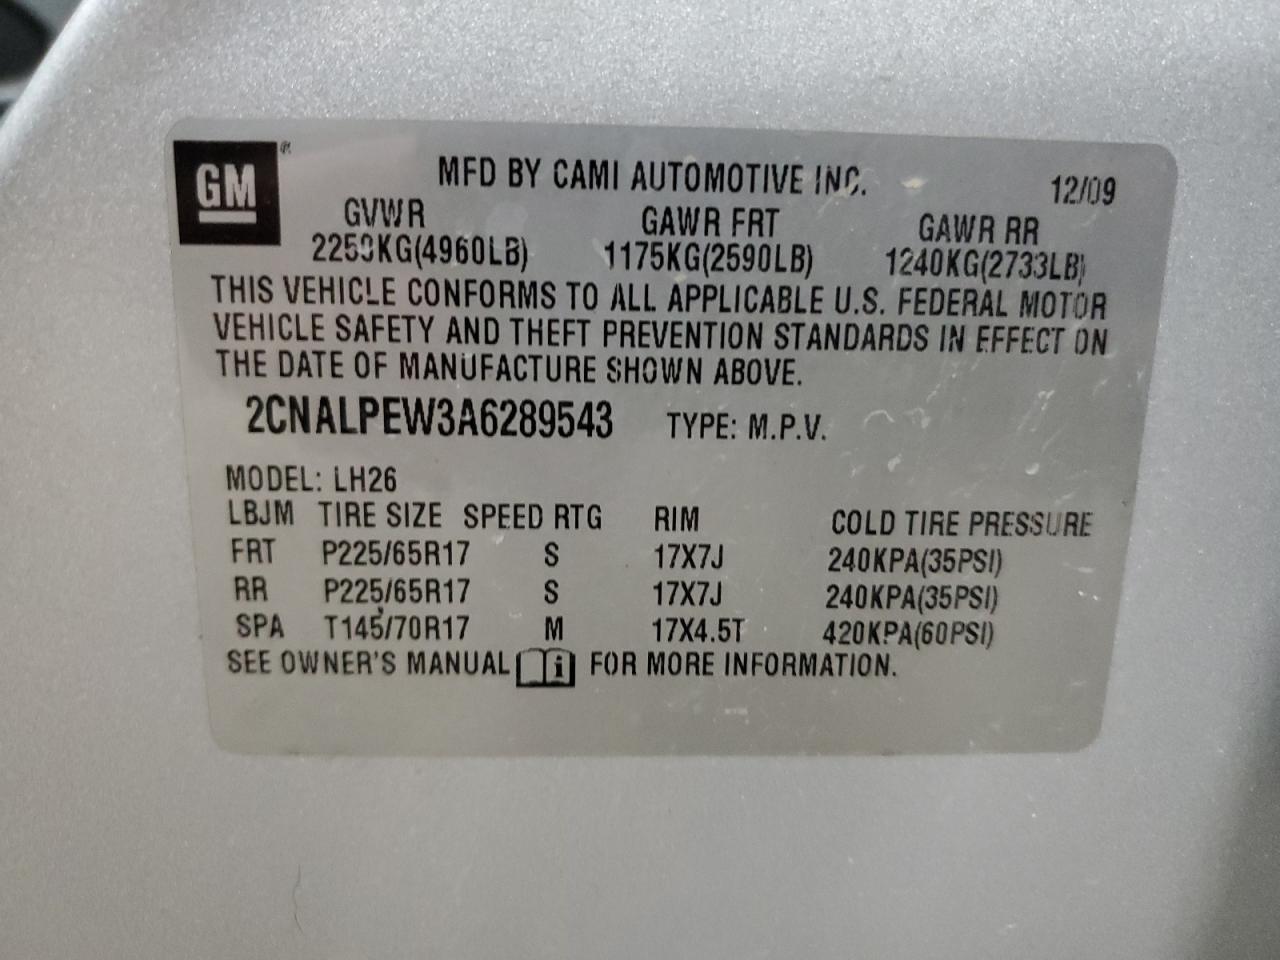 GM®
MFD BY CAMI AUTOMOTIVE INC. 12/09
GVWR GAWR FRT GAWR RR
2250KG(4960LB) 1175KG(2590LB) 1240KG(2733LB)
THIS VEHICLE CONFORMS TO ALL APPLICABLE U.S. FEDERAL MOTOR
VEHICLE SAFETY AND THEFT PREVENTION STANDARDS IN EFFECT ON
THE DATE OF MANUFACTURE SHOWN ABOVE.
2CNALPEW3A6289543 TYPE: M.P.V.
MODEL: LH26
LBJM TIRE SIZE SPEED RTG RIM COLD TIRE PRESSURE
FRT P225/65R17 S 17X7J 240KPA(35PSI)
RR P225/65R17 S 17X7J 240KPA(35PSI)
SPA T145/70R17 M 17X4.5T 420KPA(60PSI)
SEE OWNER'S MANUAL i FOR MORE INFORMATION.